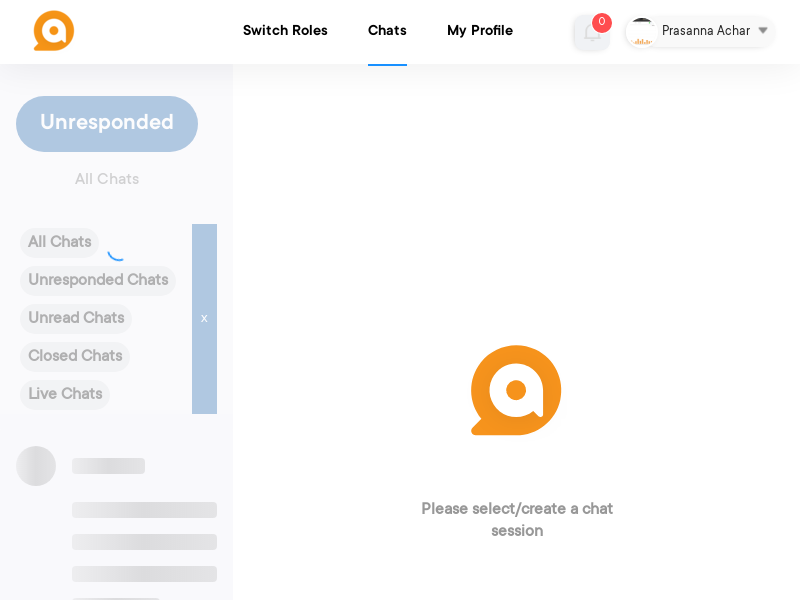 Switch Roles
Chats
My Profile
0
Prasanna Achar
Unresponded
All Chats
All Chats
Unresponded Chats
Unread Chats
Closed Chats
Live Chats
x
Please select/create a chat
session